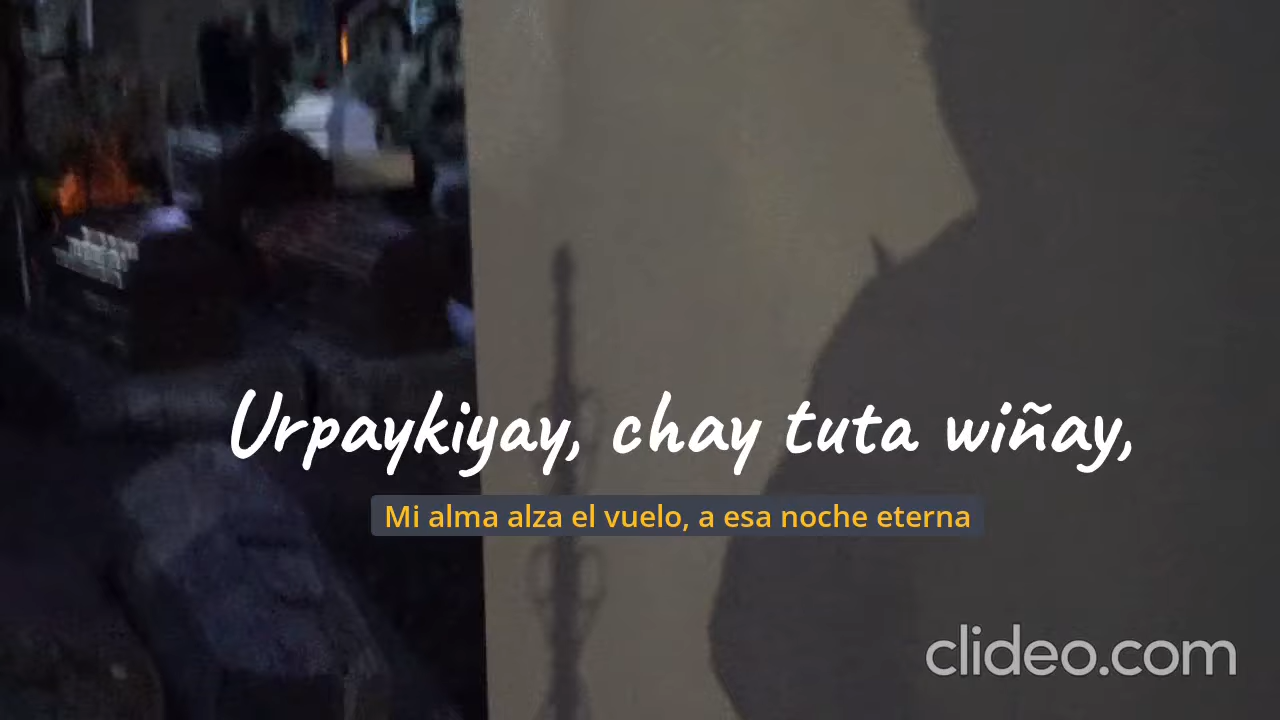 Urpaykiyay, chay tuta wiñay,
Mi alma alza el vuelo, a esa noche eterna
clideo.com